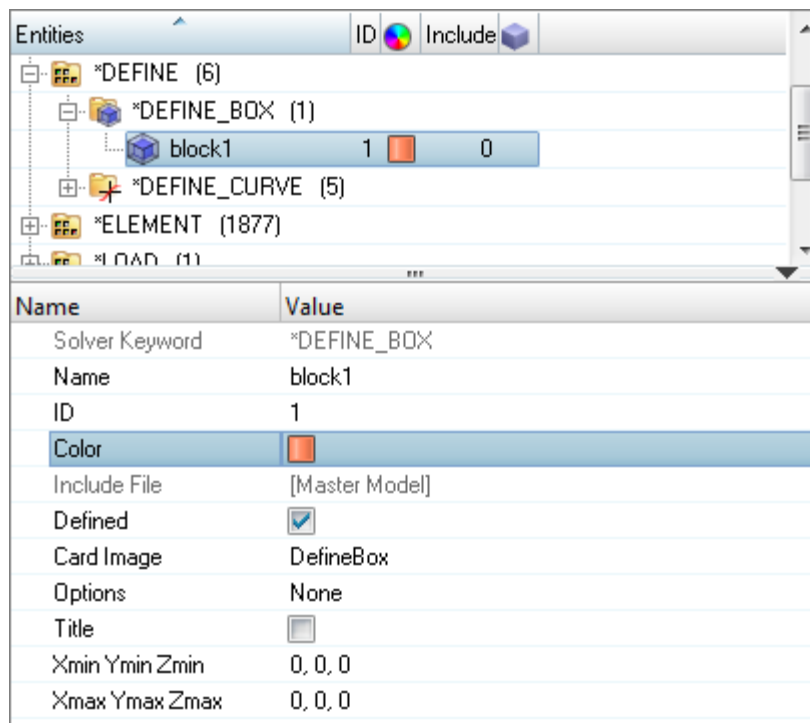 Entities ID Include
*DEFINE (6)
*DEFINE_BOX (1)
block1 1 0
*DEFINE_CURVE (5)
*ELEMENT (1877)
*LOAD (1)
Name Value
Solver Keyword *DEFINE_BOX
Name block1
ID 1
Color
Include File [Master Model]
Defined
Card Image DefineBox
Options None
Title
Xmin Ymin Zmin 0, 0, 0
Xmax Ymax Zmax 0, 0, 0